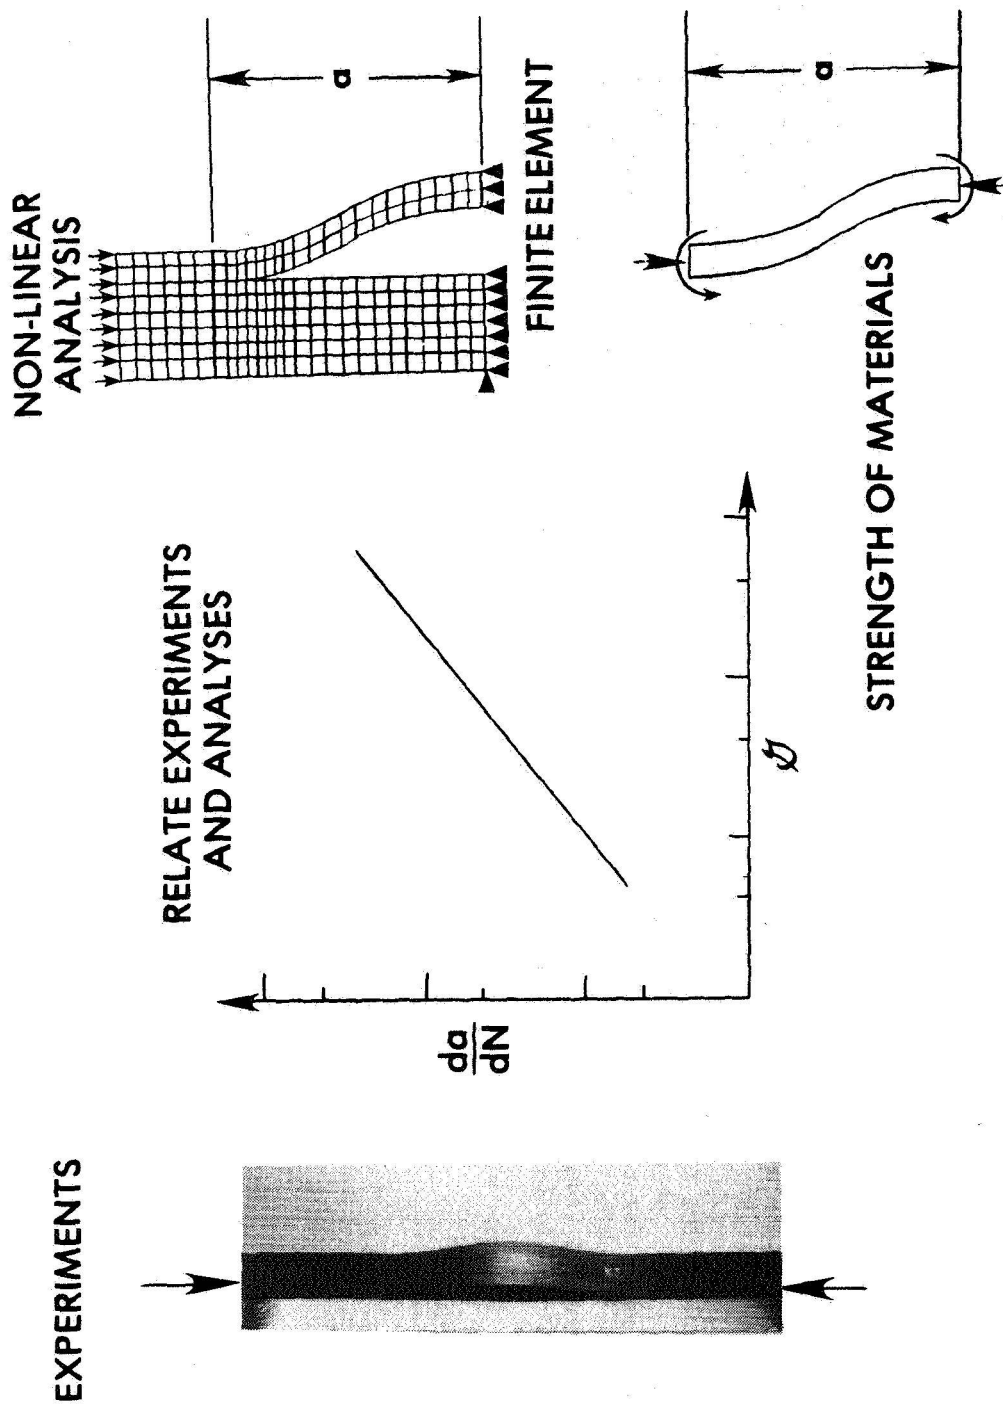 EXPERIMENTS
RELATE EXPERIMENTS
AND ANALYSES
da
dN
G
NON-LINEAR
ANALYSIS
a
FINITE ELEMENT
a
STRENGTH OF MATERIALS